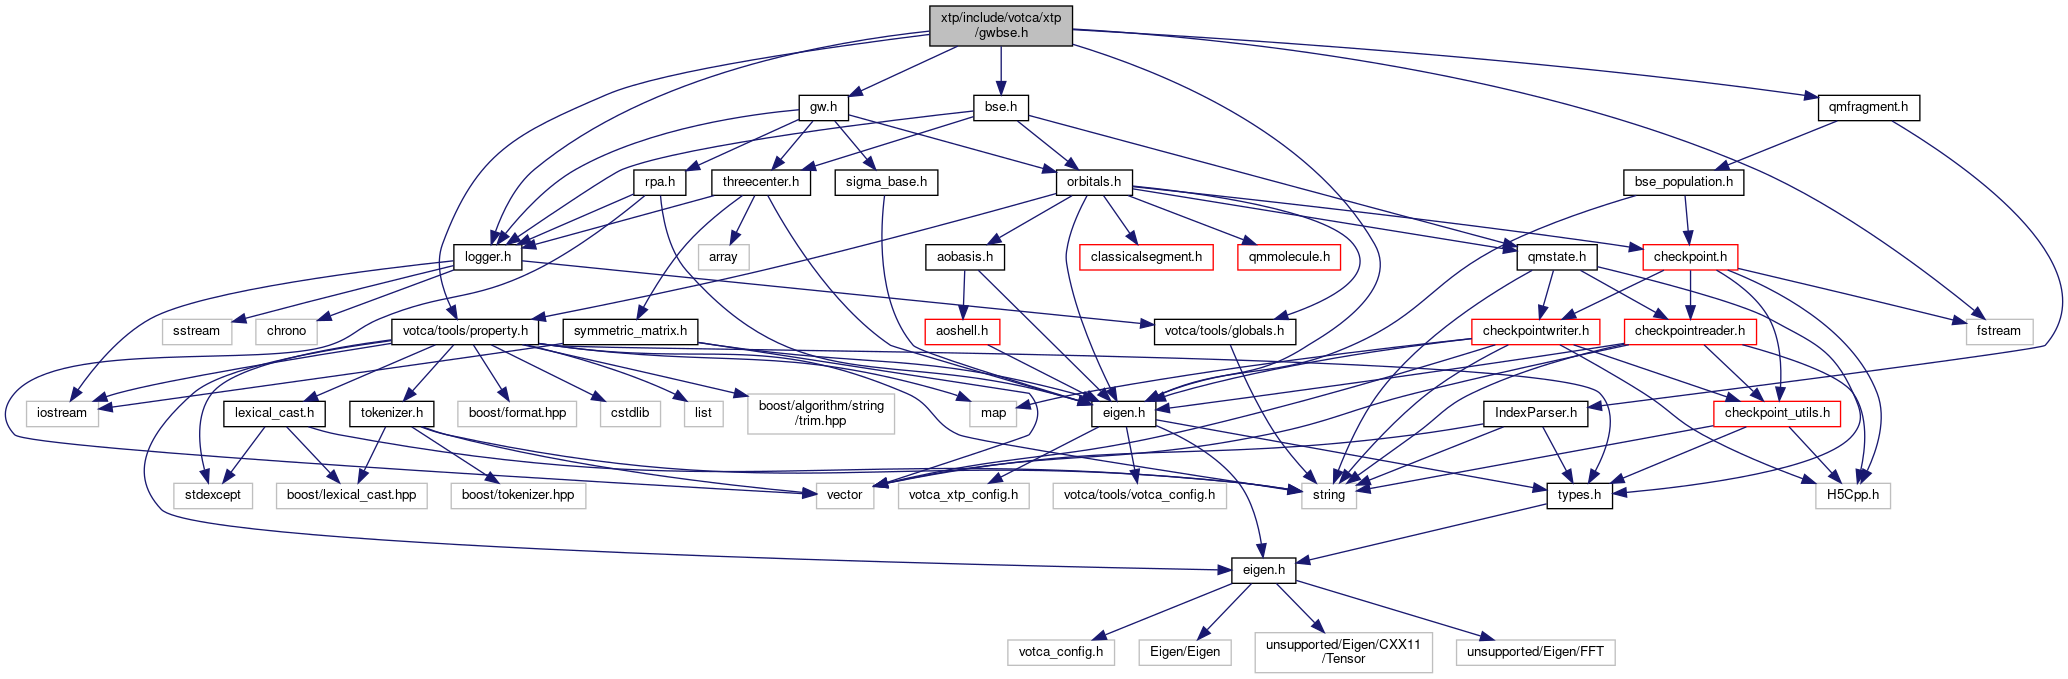 xtp/include/votca/xtp
/gwbse.h
gw.h
bse.h
qmfragment.h
rpa.h
threecenter.h
sigma_base.h
orbitals.h
bse_population.h
logger.h
array
aobasis.h
classicalsegment.h
qmmolecule.h
qmstate.h
checkpoint.h
sstream
chrono
votca/tools/property.h
symmetric_matrix.h
aoshell.h
votca/tools/globals.h
checkpointwriter.h
checkpointreader.h
fstream
iostream
lexical_cast.h
tokenizer.h
boost/format.hpp
cstdlib
list
boost/algorithm/string
/trim.hpp
map
eigen.h
IndexParser.h
checkpoint_utils.h
stdexcept
boost/lexical_cast.hpp
boost/tokenizer.hpp
vector
votca_xtp_config.h
votca/tools/votca_config.h
string
types.h
H5Cpp.h
eigen.h
votca_config.h
Eigen/Eigen
unsupported/Eigen/CXX11
/Tensor
unsupported/Eigen/FFT